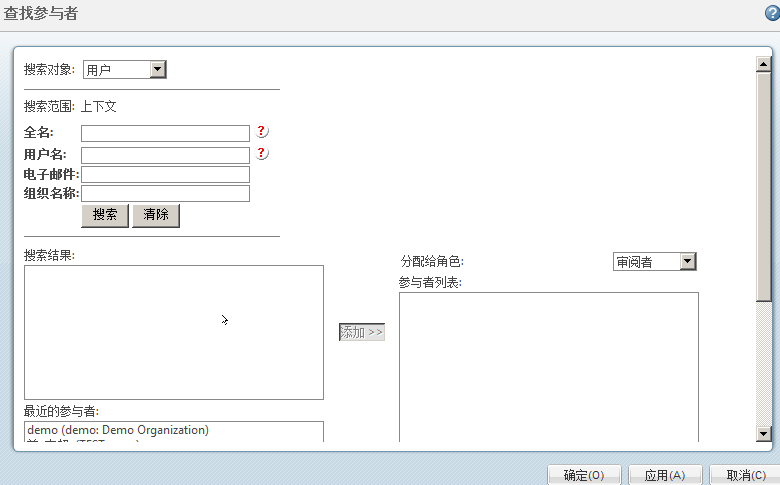 查找参与者
搜索对象: 用户
搜索范围: 上下文
全名:
用户名:
电子邮件:
组织名称:
搜索 清除
搜索结果:
分配给角色: 审阅者
参与者列表:
添加 >>
最近的参与者:
demo (demo: Demo Organization)
确定(O) 应用(A) 取消(C)